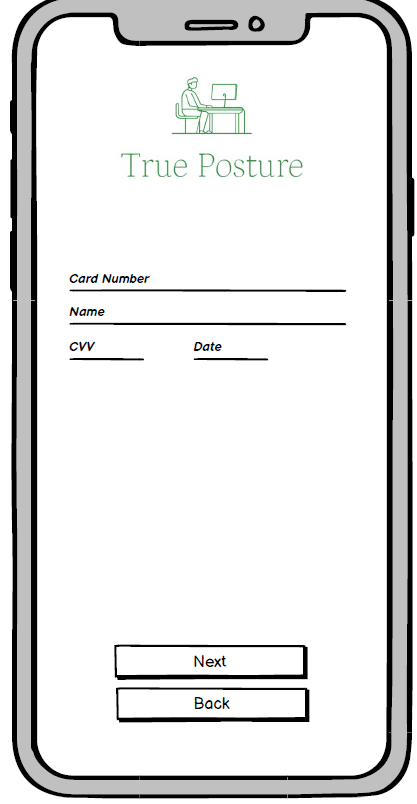 True Posture
Card Number
Name
CVV Date
Next
Back